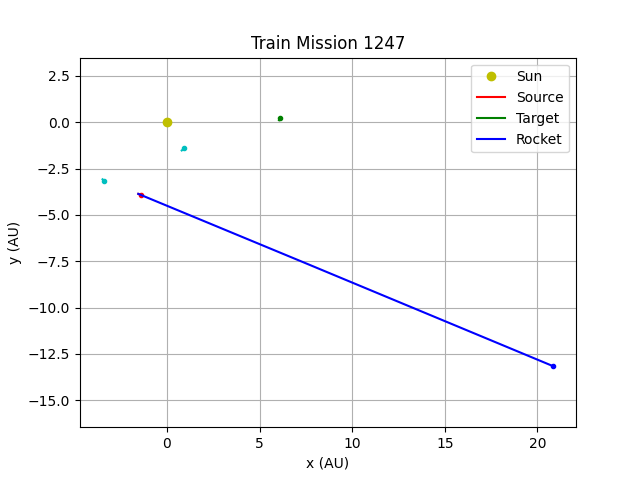 Train Mission 1247
Sun
Source
Target
Rocket
2.5
0.0
−2.5
−5.0
−7.5
−10.0
−12.5
−15.0
y (AU)
0 5 10 15 20
x (AU)